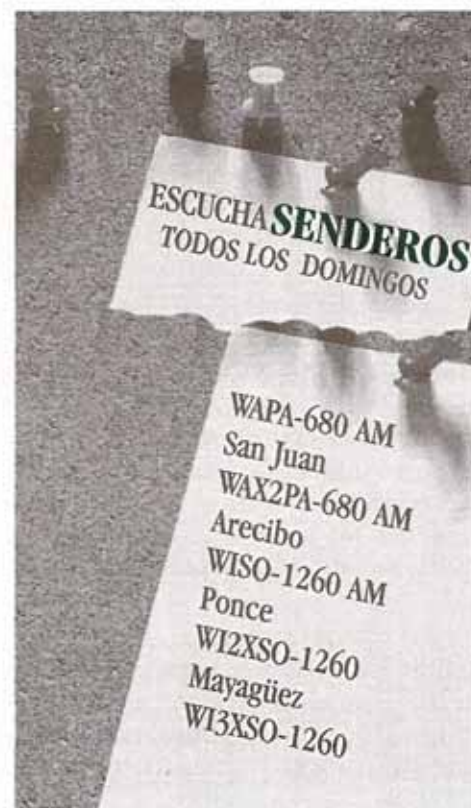 ESCUCHA SENDEROS
TODOS LOS DOMINGOS
WAPA-680 AM
San Juan
WAX2PA-680 AM
Arecibo
WISO-1260 AM
Ponce
WI2XSO-1260
Mayagüez
WI3XSO-1260